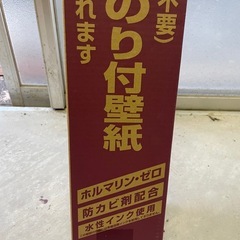 不要)
のり付壁紙
れます
ホルマリン・ゼロ
防カビ剤配合
水性インク使用